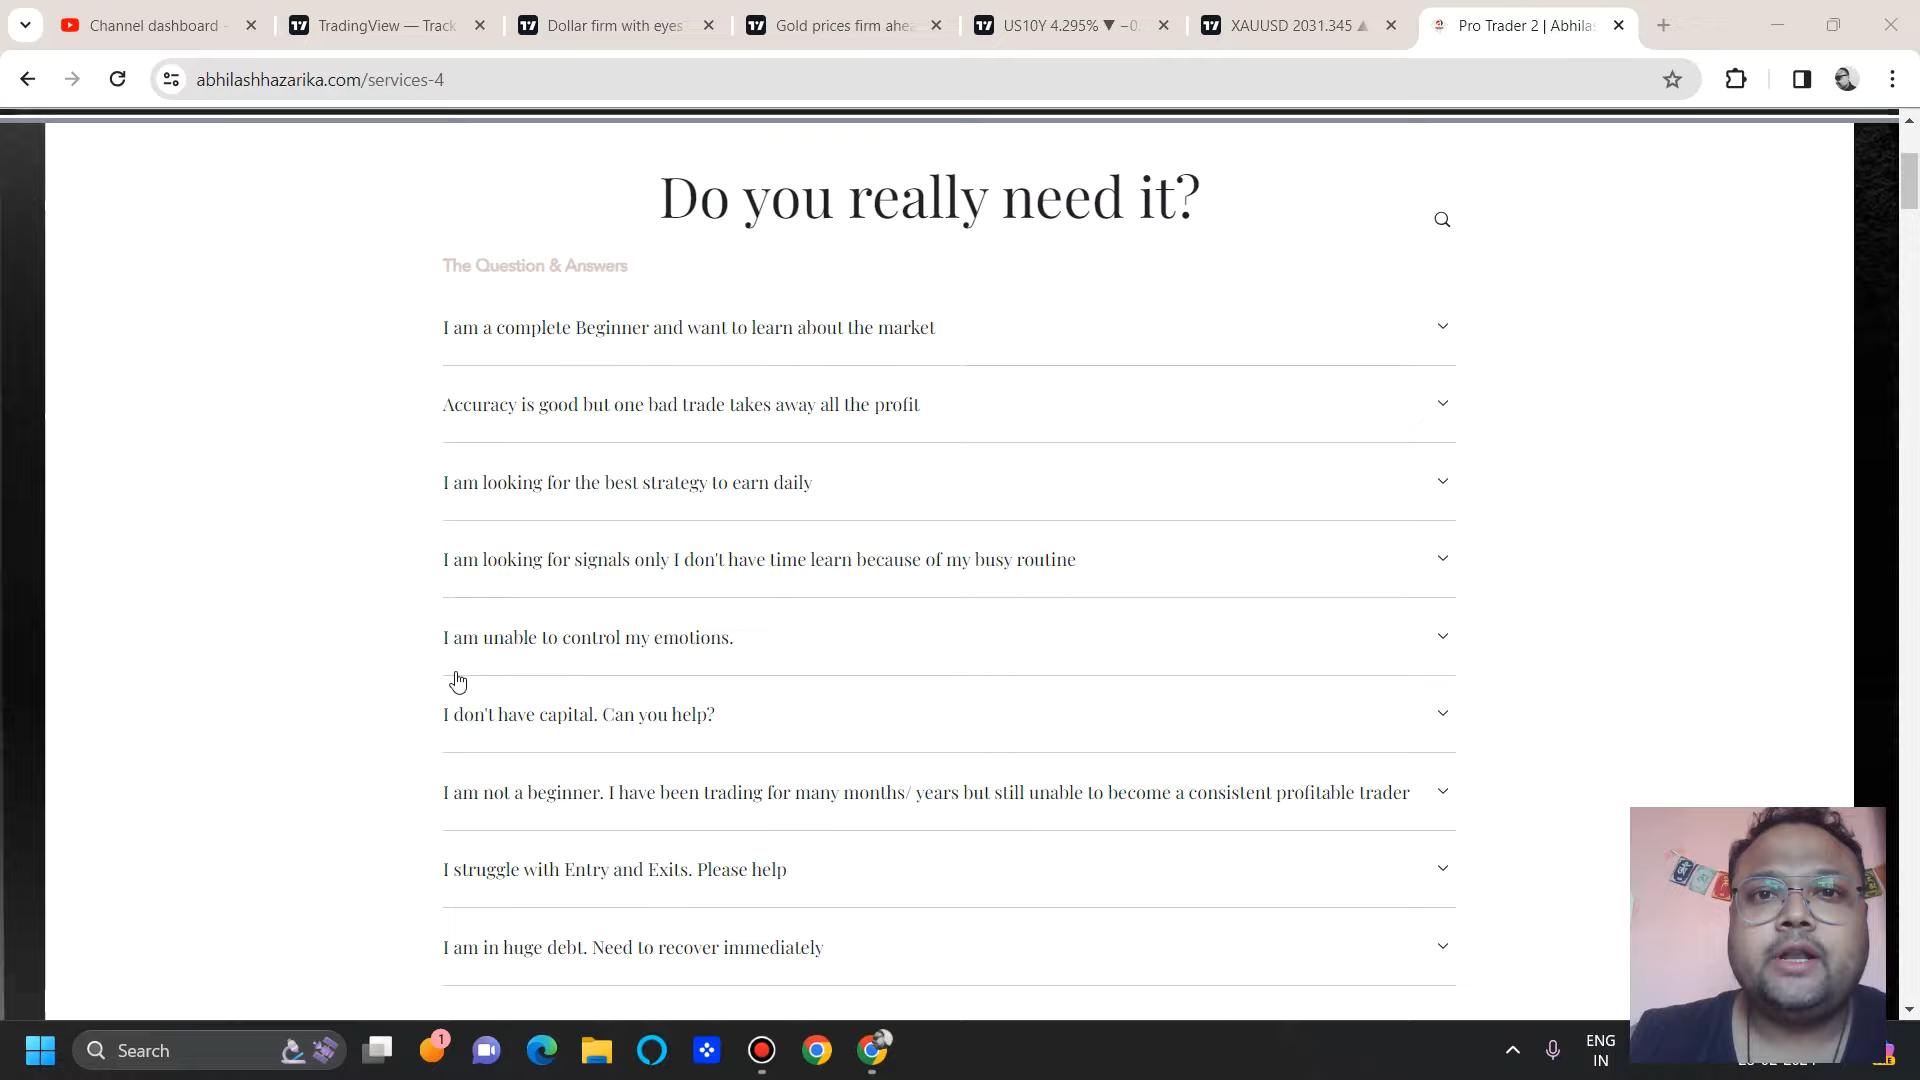 Channel dashboard
TradingView — Track
Dollar firm with eyes
Gold prices firm ahea
US10Y 4.295% ▼ −0.
XAUUSD 2031.345 ▲
Pro Trader 2 | Abhilas
abhilashhazarika.com/services-4
Do you really need it?
The Question & Answers
I am a complete Beginner and want to learn about the market
Accuracy is good but one bad trade takes away all the profit
I am looking for the best strategy to earn daily
I am looking for signals only I don't have time learn because of my busy routine
I am unable to control my emotions.
I don't have capital. Can you help?
I am not a beginner. I have been trading for many months/ years but still unable to become a consistent profitable trader
I struggle with Entry and Exits. Please help
I am in huge debt. Need to recover immediately
Search
1
ENG
IN